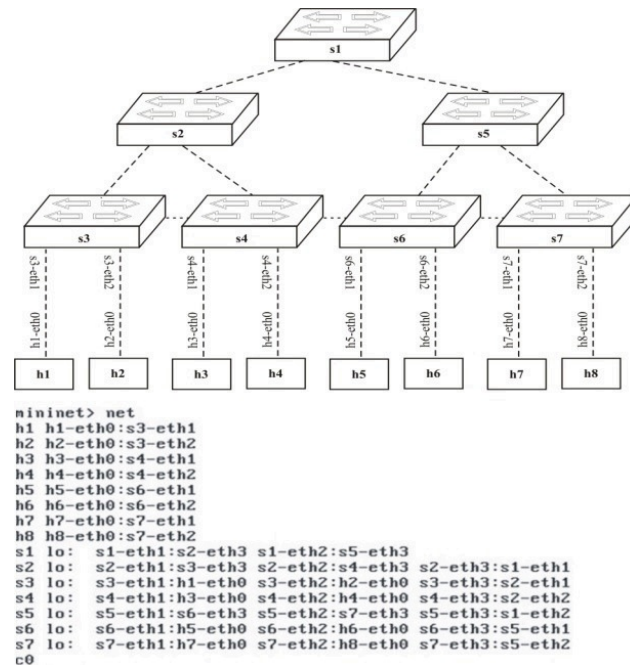 s1
s2 s5
s3 s4 s6 s7
s3-eth1 s3-eth2 s4-eth1 s4-eth2 s6-eth1 s6-eth2 s7-eth1 s7-eth2
h1-eth0 h2-eth0 h3-eth0 h4-eth0 h5-eth0 h6-eth0 h7-eth0 h8-eth0
h1 h2 h3 h4 h5 h6 h7 h8
mininet> net
h1 h1-eth0:s3-eth1
h2 h2-eth0:s3-eth2
h3 h3-eth0:s4-eth1
h4 h4-eth0:s4-eth2
h5 h5-eth0:s6-eth1
h6 h6-eth0:s6-eth2
h7 h7-eth0:s7-eth1
h8 h8-eth0:s7-eth2
s1 lo:  s1-eth1:s2-eth3 s1-eth2:s5-eth3
s2 lo:  s2-eth1:s3-eth3 s2-eth2:s4-eth3 s2-eth3:s1-eth1
s3 lo:  s3-eth1:h1-eth0 s3-eth2:h2-eth0 s3-eth3:s2-eth1
s4 lo:  s4-eth1:h3-eth0 s4-eth2:h4-eth0 s4-eth3:s2-eth2
s5 lo:  s5-eth1:s6-eth3 s5-eth2:s7-eth3 s5-eth3:s1-eth2
s6 lo:  s6-eth1:h5-eth0 s6-eth2:h6-eth0 s6-eth3:s5-eth1
s7 lo:  s7-eth1:h7-eth0 s7-eth2:h8-eth0 s7-eth3:s5-eth2
c0